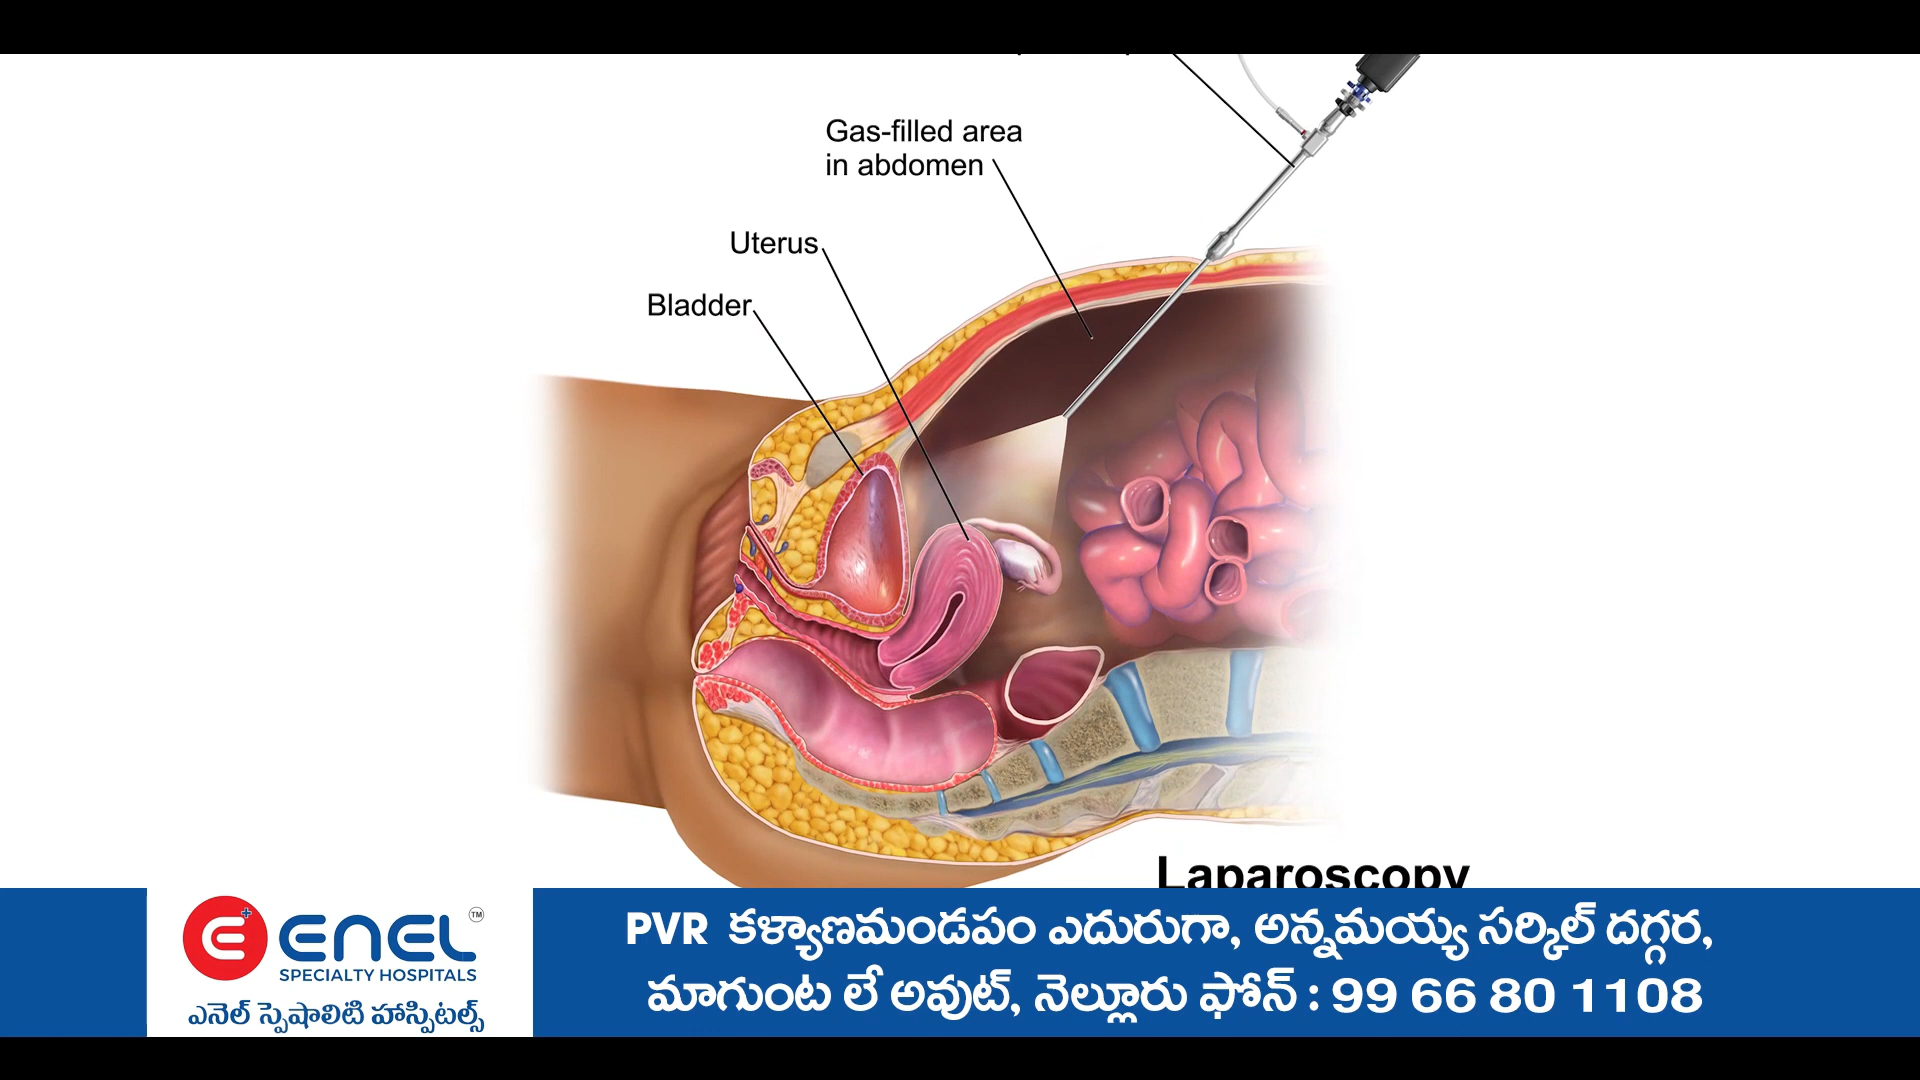 Gas-filled area
in abdomen
Uterus
Bladder
Laparoscopy
ENEL TM
SPECIALTY HOSPITALS
ఎనెల్ స్పెషాలిటి హాస్పిటల్స్
PVR కళ్యాణమండపం ఎదురుగా, అన్నమయ్య సర్కిల్ దగ్గర,
మాగుంట లే అవుట్, నెల్లూరు ఫోన్ : 99 66 80 1108